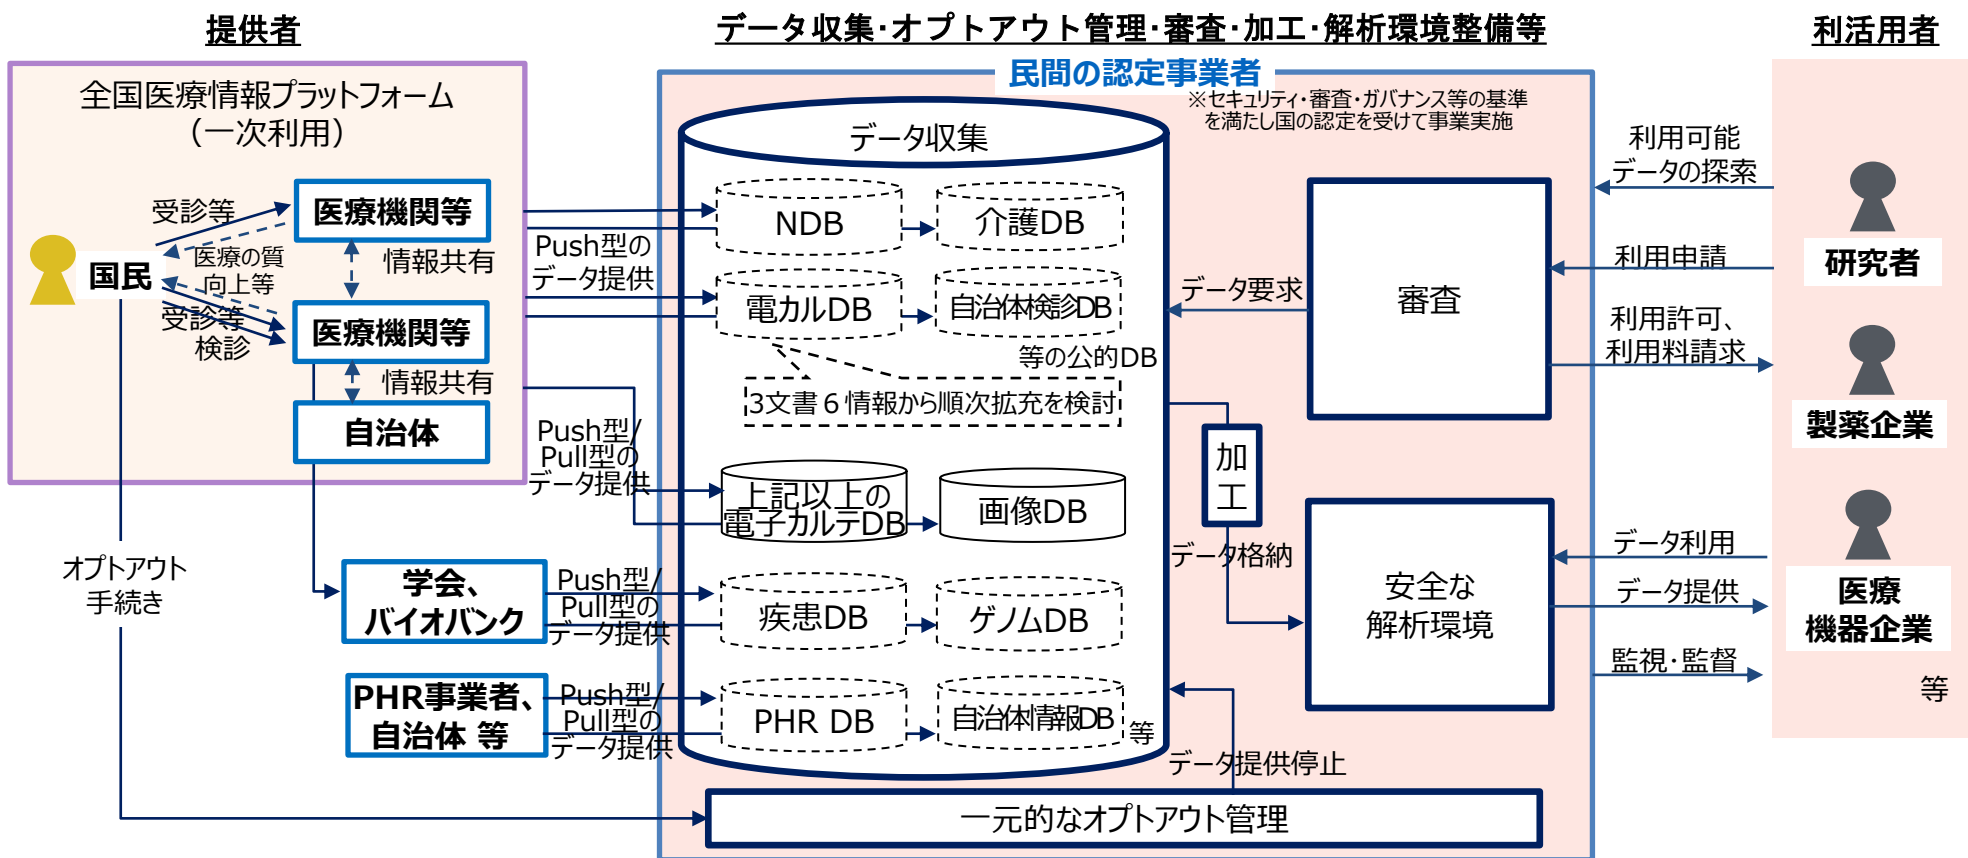 提供者
データ収集・オプトアウト管理・審査・加工・解析環境整備等
利活用者
全国医療情報プラットフォーム
（一次利用）
国民
受診等
医療の質
向上等
受診等
検診
医療機関等
情報共有
医療機関等
情報共有
自治体
オプトアウト
手続き
学会、
バイオバンク
PHR事業者、
自治体 等
Push型の
データ提供
Push型/
Pull型の
データ提供
Push型/
Pull型の
データ提供
Push型/
Pull型の
データ提供
民間の認定事業者
※セキュリティ・審査・ガバナンス等の基準
を満たし国の認定を受けて事業実施
データ収集
NDB
介護DB
電カルDB
自治体検診DB
等の公的DB
3文書６情報から順次拡充を検討
上記以上の
電子カルテDB
画像DB
疾患DB
ゲノムDB
PHR DB
自治体情報DB
等
データ要求
審査
加
工
データ格納
安全な
解析環境
データ提供停止
一元的なオプトアウト管理
利用可能
データの探索
利用申請
利用許可、
利用料請求
データ利用
データ提供
監視・監督
研究者
製薬企業
医療
機器企業
等